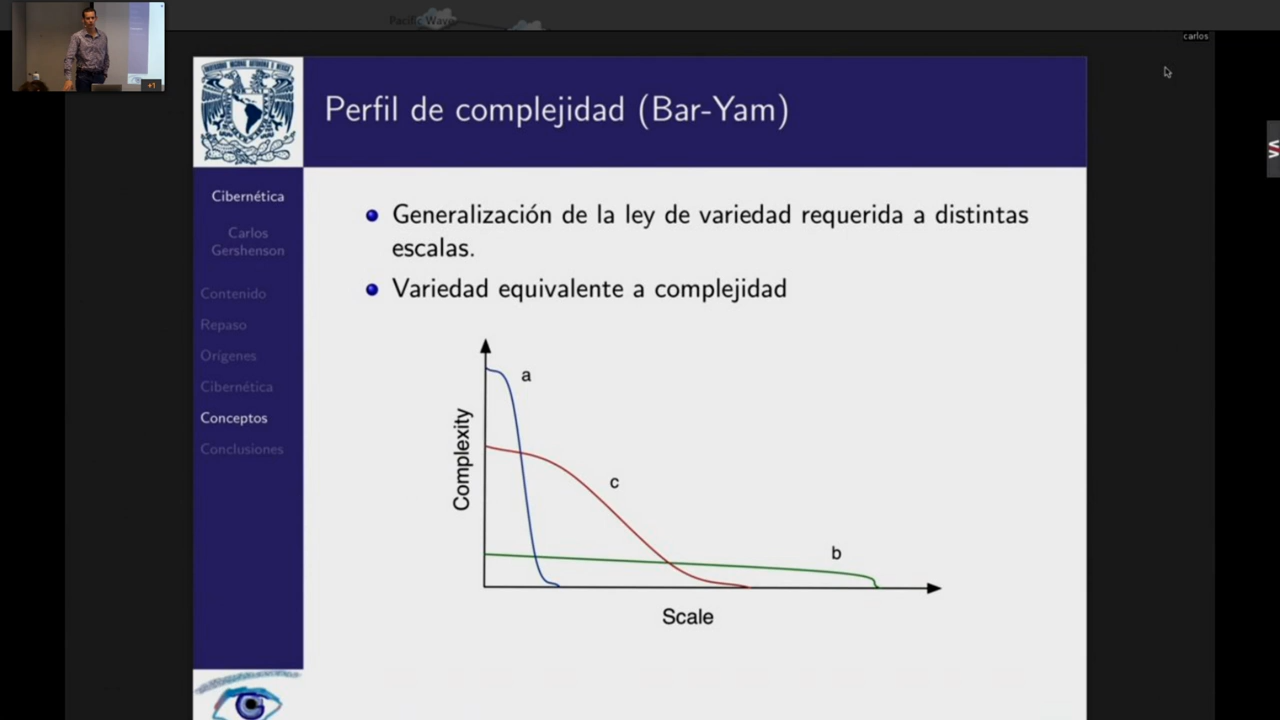 Pacific Wave
carlos
Perfil de complejidad (Bar-Yam)
Cibernética
Carlos
Gershenson
Contenido
Repaso
Orígenes
Cibernética
Conceptos
Conclusiones
Generalización de la ley de variedad requerida a distintas
escalas.
Variedad equivalente a complejidad
a
c
b
Complexity
Scale